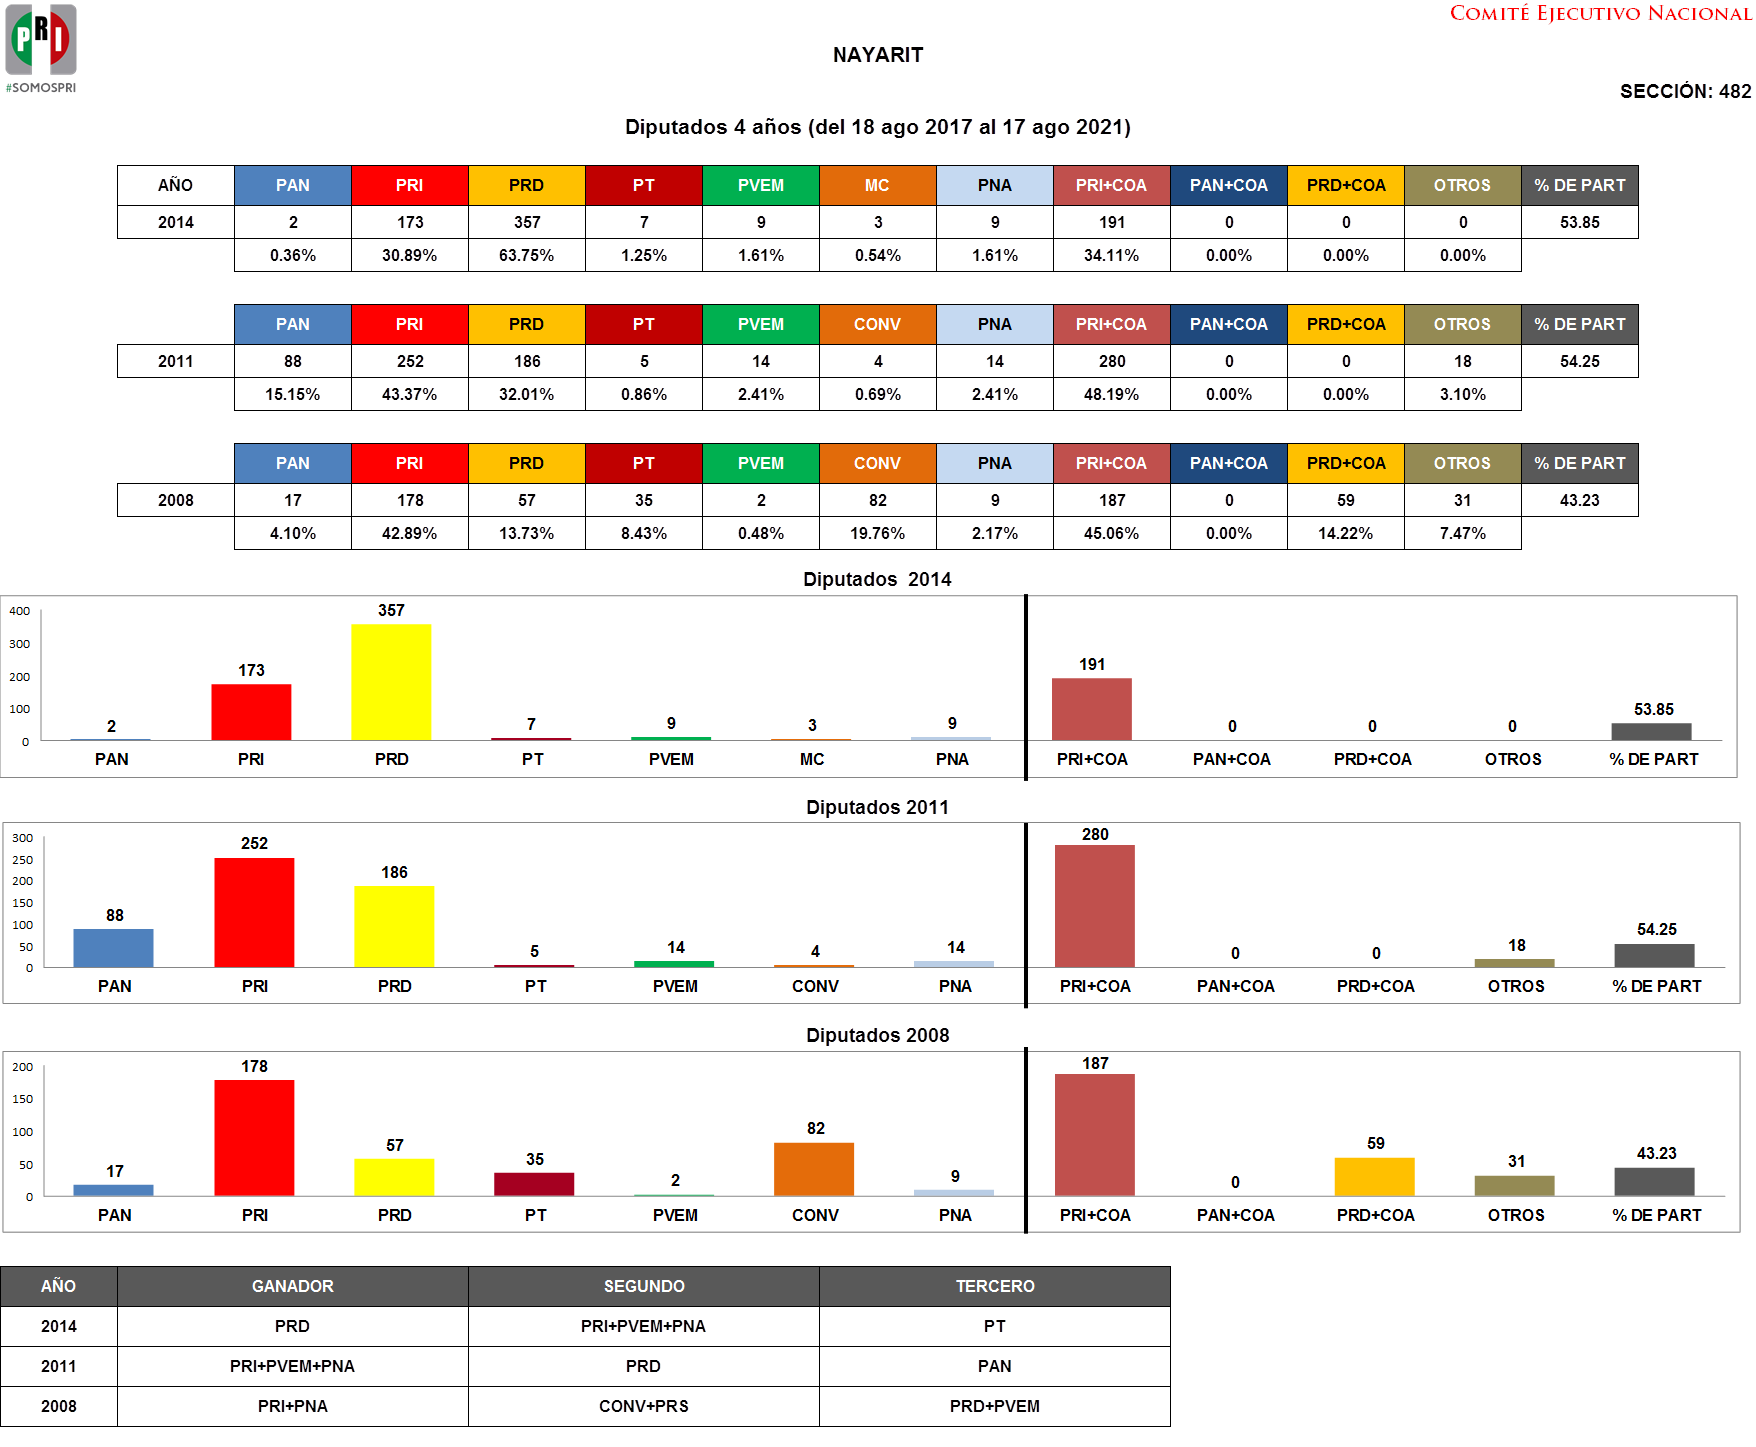 PRI
#SOMOSPRI
COMITÉ EJECUTIVO NACIONAL
NAYARIT
SECCIÓN: 482
Diputados 4 años (del 18 ago 2017 al 17 ago 2021)
AÑO PAN PRI PRD PT PVEM MC PNA PRI+COA PAN+COA PRD+COA OTROS % DE PART
2014 2 173 357 7 9 3 9 191 0 0 0 53.85
0.36% 30.89% 63.75% 1.25% 1.61% 0.54% 1.61% 34.11% 0.00% 0.00% 0.00%
PAN PRI PRD PT PVEM CONV PNA PRI+COA PAN+COA PRD+COA OTROS % DE PART
2011 88 252 186 5 14 4 14 280 0 0 18 54.25
15.15% 43.37% 32.01% 0.86% 2.41% 0.69% 2.41% 48.19% 0.00% 0.00% 3.10%
PAN PRI PRD PT PVEM CONV PNA PRI+COA PAN+COA PRD+COA OTROS % DE PART
2008 17 178 57 35 2 82 9 187 0 59 31 43.23
4.10% 42.89% 13.73% 8.43% 0.48% 19.76% 2.17% 45.06% 0.00% 14.22% 7.47%
Diputados 2014
400
300
200
100
0
2 173 357 7 9 3 9 191 0 0 0 53.85
PAN PRI PRD PT PVEM MC PNA PRI+COA PAN+COA PRD+COA OTROS % DE PART
Diputados 2011
300
250
200
150
100
50
0
88 252 186 5 14 4 14 280 0 0 18 54.25
PAN PRI PRD PT PVEM CONV PNA PRI+COA PAN+COA PRD+COA OTROS % DE PART
Diputados 2008
200
150
100
50
0
17 178 57 35 2 82 9 187 0 59 31 43.23
PAN PRI PRD PT PVEM CONV PNA PRI+COA PAN+COA PRD+COA OTROS % DE PART
AÑO GANADOR SEGUNDO TERCERO
2014 PRD PRI+PVEM+PNA PT
2011 PRI+PVEM+PNA PRD PAN
2008 PRI+PNA CONV+PRS PRD+PVEM